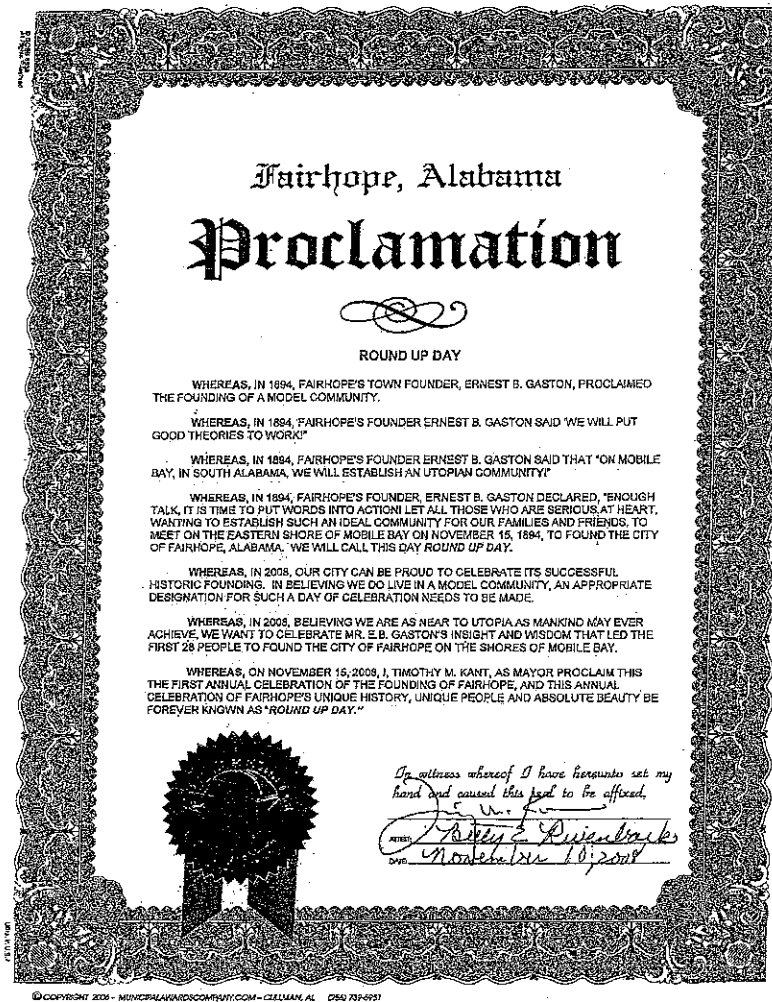 Fairhope, Alabama
Proclamation
ROUND UP DAY
WHEREAS, IN 1894, FAIRHOPE'S TOWN FOUNDER, ERNEST B. GASTON, PROCLAIMED
THE FOUNDING OF A MODEL COMMUNITY.
WHEREAS, IN 1894, FAIRHOPE'S FOUNDER ERNEST B. GASTON SAID "WE WILL PUT
GOOD THEORIES TO WORK!"
WHEREAS, IN 1894, FAIRHOPE'S FOUNDER ERNEST B. GASTON SAID THAT "ON MOBILE
BAY, IN SOUTH ALABAMA, WE WILL ESTABLISH AN UTOPIAN COMMUNITY!"
WHEREAS, IN 1894, FAIRHOPE'S FOUNDER, ERNEST B. GASTON DECLARED, "ENOUGH
TALK, IT IS TIME TO PUT WORDS INTO ACTION! LET ALL THOSE WHO ARE SERIOUS AT HEART,
WANTING TO ESTABLISH SUCH AN IDEAL COMMUNITY FOR OUR FAMILIES AND FRIENDS, TO
MEET ON THE EASTERN SHORE OF MOBILE BAY ON NOVEMBER 15, 1894, TO FOUND THE CITY
OF FAIRHOPE, ALABAMA. WE WILL CALL THIS DAY ROUND UP DAY.
WHEREAS, IN 2008, OUR CITY CAN BE PROUD TO CELEBRATE ITS SUCCESSFUL
HISTORIC FOUNDING. IN BELIEVING WE DO LIVE IN A MODEL COMMUNITY, AN APPROPRIATE
DESIGNATION FOR SUCH A DAY OF CELEBRATION NEEDS TO BE MADE.
WHEREAS, IN 2008, BELIEVING WE ARE AS NEAR TO UTOPIA AS MANKIND MAY EVER
ACHIEVE, WE WANT TO CELEBRATE MR. E.B. GASTON'S INSIGHT AND WISDOM THAT LED THE
FIRST 28 PEOPLE TO FOUND THE CITY OF FAIRHOPE ON THE SHORES OF MOBILE BAY.
WHEREAS, ON NOVEMBER 15, 2008, I, TIMOTHY M. KANT, AS MAYOR PROCLAIM THIS
THE FIRST ANNUAL CELEBRATION OF THE FOUNDING OF FAIRHOPE, AND THIS ANNUAL
CELEBRATION OF FAIRHOPE'S UNIQUE HISTORY, UNIQUE PEOPLE AND ABSOLUTE BEAUTY BE
FOREVER KNOWN AS "ROUND UP DAY."
In witness whereof I have hereunto set my
hand and caused this seal to be affixed,
ATTEST: Betty E Rivenbark
DATE: November 10, 2008
© COPYRIGHT 2006 - MUNICIPALAWARDSCOMPANY.COM - CULLMAN, AL (256) 739-5951